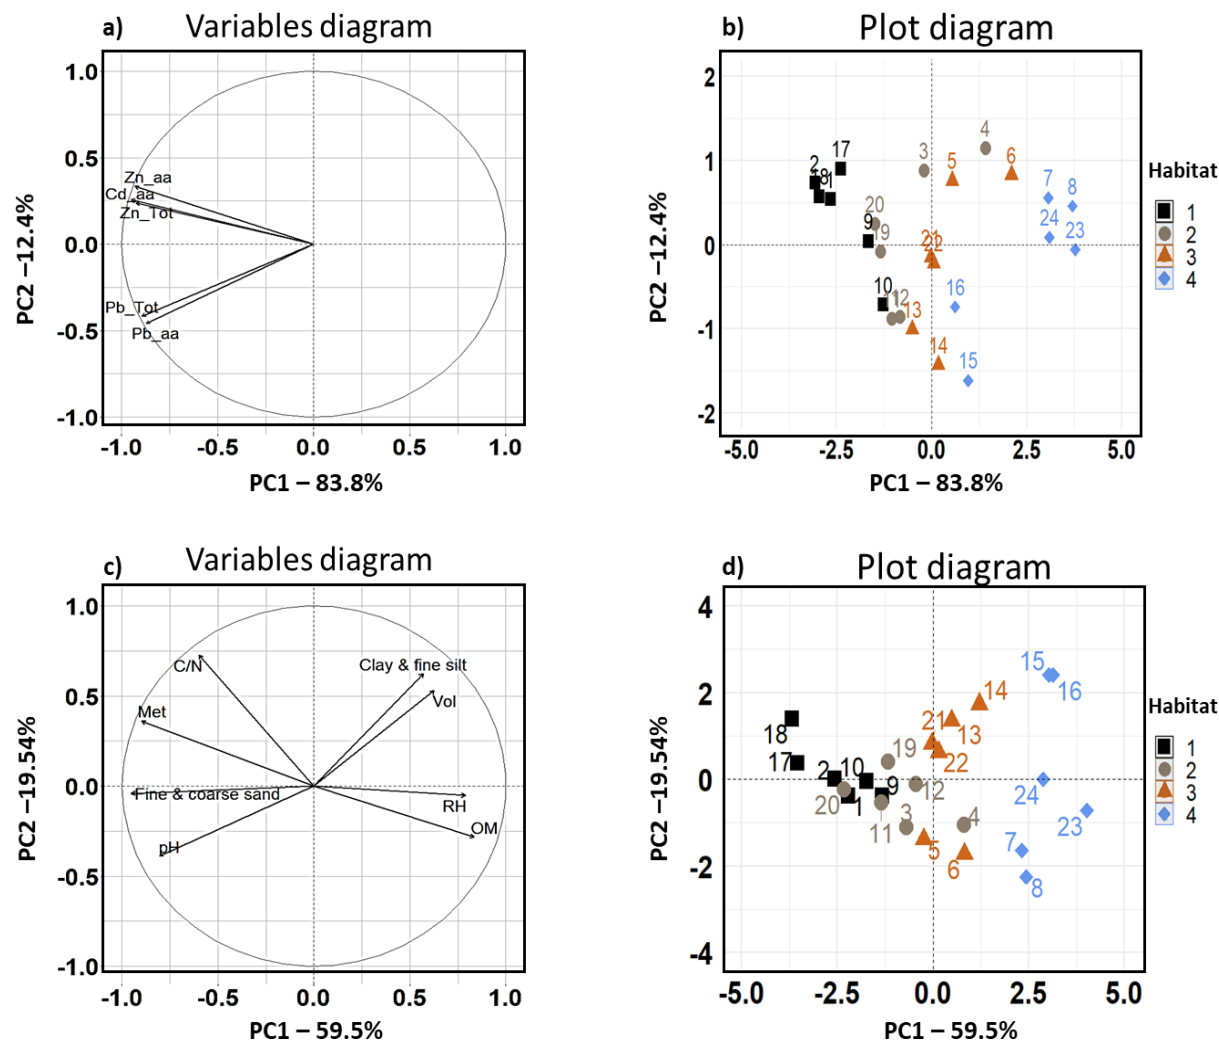 a)
Variables diagram
1.0
0.5
0.0
-0.5
-1.0
PC2 –12.4%
Zn_aa
Cd_aa
Zn_Tot
Pb_Tot
Pb_aa
-1.0 -0.5 0.0 0.5 1.0
PC1 – 83.8%
b)
Plot diagram
2
1
0
-1
-2
PC2 –12.4%
4
17
3
5
6
2
18
1
7
8
20
24
23
9
19
21
22
10
16
11
12
13
14
15
-5.0 -2.5 0.0 2.5 5.0
PC1 – 83.8%
Habitat
1
2
3
4
c)
Variables diagram
1.0
0.5
0.0
-0.5
-1.0
PC2 –19.54%
C/N
Clay & fine silt
Vol
Met
Fine & coarse sand
RH
OM
pH
-1.0 -0.5 0.0 0.5 1.0
PC1 – 59.5%
d)
Plot diagram
4
2
0
-2
-4
PC2 –19.54%
15
16
14
18
21
13
19
17
2
10
22
9
12
24
20
1
11
3
4
23
5
7
6
8
-5.0 -2.5 0.0 2.5 5.0
PC1 – 59.5%
Habitat
1
2
3
4